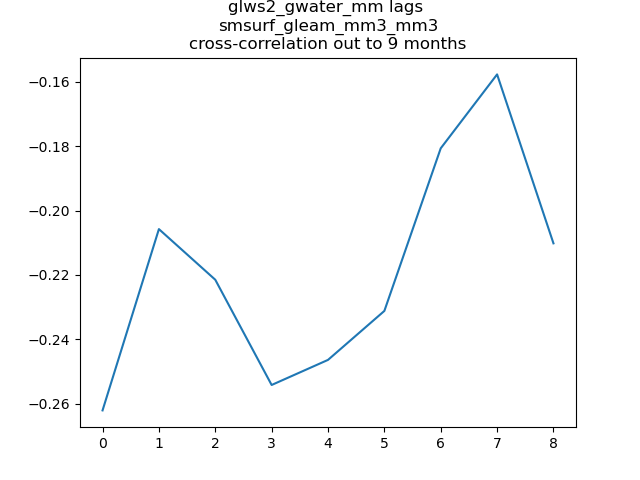 glws2_gwater_mm lags
smsurf_gleam_mm3_mm3
cross-correlation out to 9 months
−0.16
−0.18
−0.20
−0.22
−0.24
−0.26
0 1 2 3 4 5 6 7 8